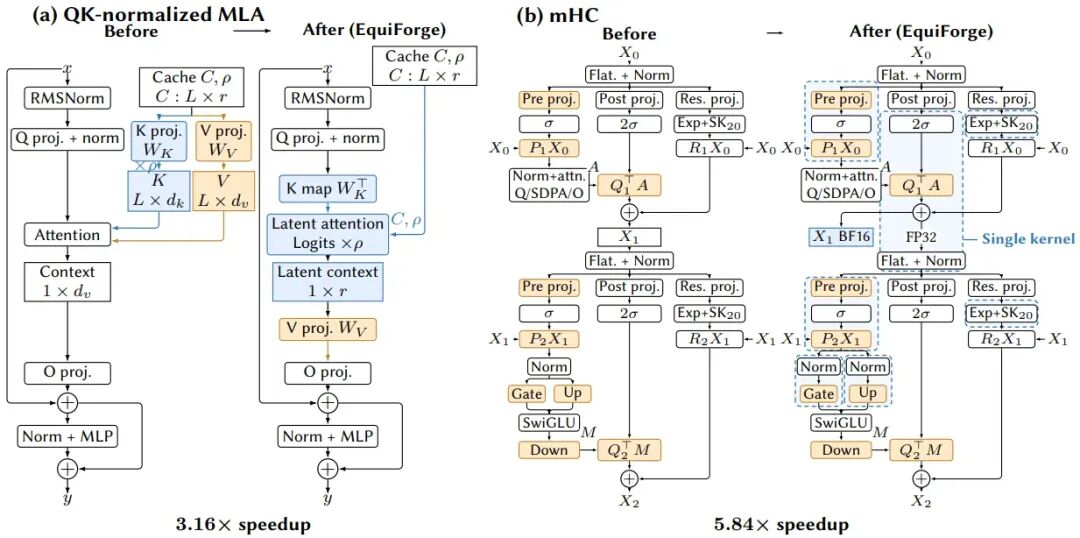 (a) QK-normalized MLA
Before → After (EquiForge)
x
Cache C, ρ
C : L × r
RMSNorm
Q proj. + norm
K proj.
W_K
V proj.
W_V
×ρ
K
L × d_k
V
L × d_v
Attention
Context
1 × d_v
O proj.
+
Norm + MLP
+
y
Cache C, ρ
C : L × r
x
RMSNorm
Q proj. + norm
K map W_K^⊤
C, ρ
Latent attention
Logits ×ρ
Latent context
1 × r
V proj. W_V
O proj.
+
Norm + MLP
+
y
3.16× speedup
(b) mHC
Before → After (EquiForge)
X_0
Flat. + Norm
Pre proj.
Post proj.
Res. proj.
σ
2σ
Exp+SK_20
X_0
P_1X_0
R_1X_0
X_0
Norm+attn.
Q/SDPA/O
A
Q_1^⊤A
+
X_1
Flat. + Norm
Pre proj.
Post proj.
Res. proj.
σ
2σ
Exp+SK_20
X_1
P_2X_1
R_2X_1
X_1
Norm
Gate
Up
SwiGLU
Down
M
Q_2^⊤M
+
X_2
X_0
Flat. + Norm
Pre proj.
Post proj.
Res. proj.
σ
2σ
Exp+SK_20
X_0
P_1X_0
R_1X_0
X_0
Norm+attn.
Q/SDPA/O
A
Q_1^⊤A
+
X_1 BF16
FP32
Single kernel
Flat. + Norm
Pre proj.
Post proj.
Res. proj.
σ
2σ
Exp+SK_20
X_1
P_2X_1
R_2X_1
X_1
Norm
Norm
Gate
Up
SwiGLU
Down
M
Q_2^⊤M
+
X_2
5.84× speedup